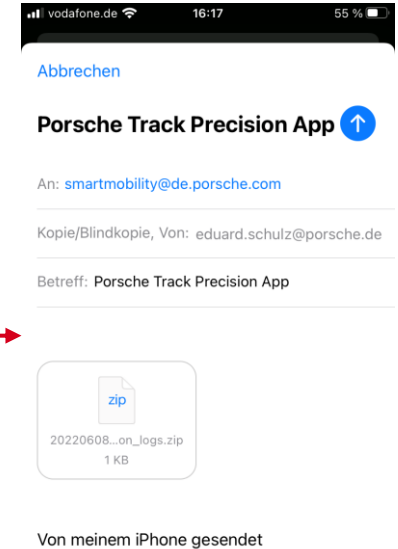 vodafone.de 16:17 55 %
Abbrechen
Porsche Track Precision App
An: smartmobility@de.porsche.com
Kopie/Blindkopie, Von: eduard.schulz@porsche.de
Betreff: Porsche Track Precision App
zip
20220608...on_logs.zip
1 KB
Von meinem iPhone gesendet